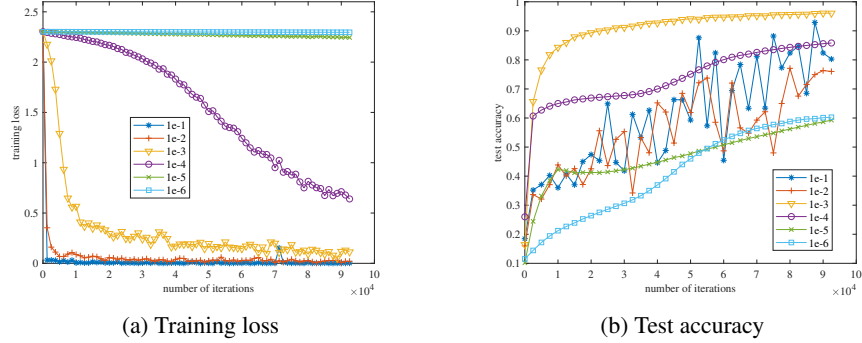 2.5
2
1.5
1
0.5
0
training loss
1e-1
1e-2
1e-3
1e-4
1e-5
1e-6
0 1 2 3 4 5 6 7 8 9 10
number of iterations
×10^4
(a) Training loss
1
0.9
0.8
0.7
0.6
0.5
0.4
0.3
0.2
0.1
test accuracy
1e-1
1e-2
1e-3
1e-4
1e-5
1e-6
0 1 2 3 4 5 6 7 8 9 10
number of iterations
×10^4
(b) Test accuracy